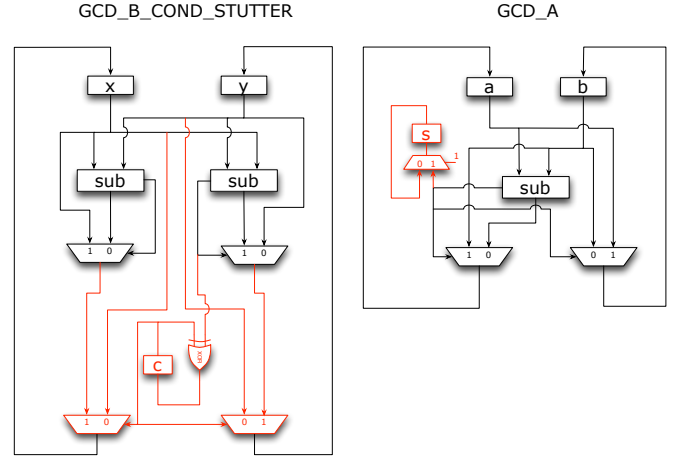 GCD_B_COND_STUTTER
GCD_A
x
y
a
b
s
0 1
1
sub
sub
sub
1 0
1 0
1 0
0 1
c
XOR
1 0
0 1